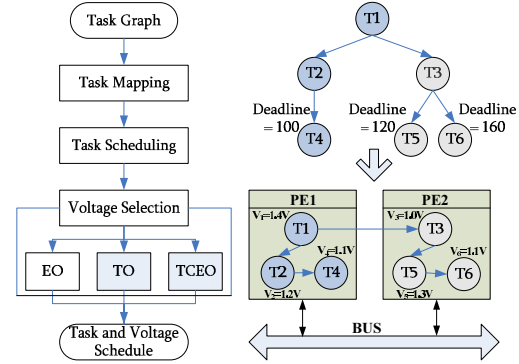 Task Graph
Task Mapping
Task Scheduling
Voltage Selection
EO
TO
TCEO
Task and Voltage
Schedule
T1
T2
T3
Deadline
=100
T4
Deadline
=120
T5
T6
Deadline
=160
PE1
V₁=1.4V
T1
V₄=1.1V
T2
T4
V₂=1.2V
PE2
V₃=1.0V
T3
V₆=1.1V
T5
T6
V₅=1.3V
BUS